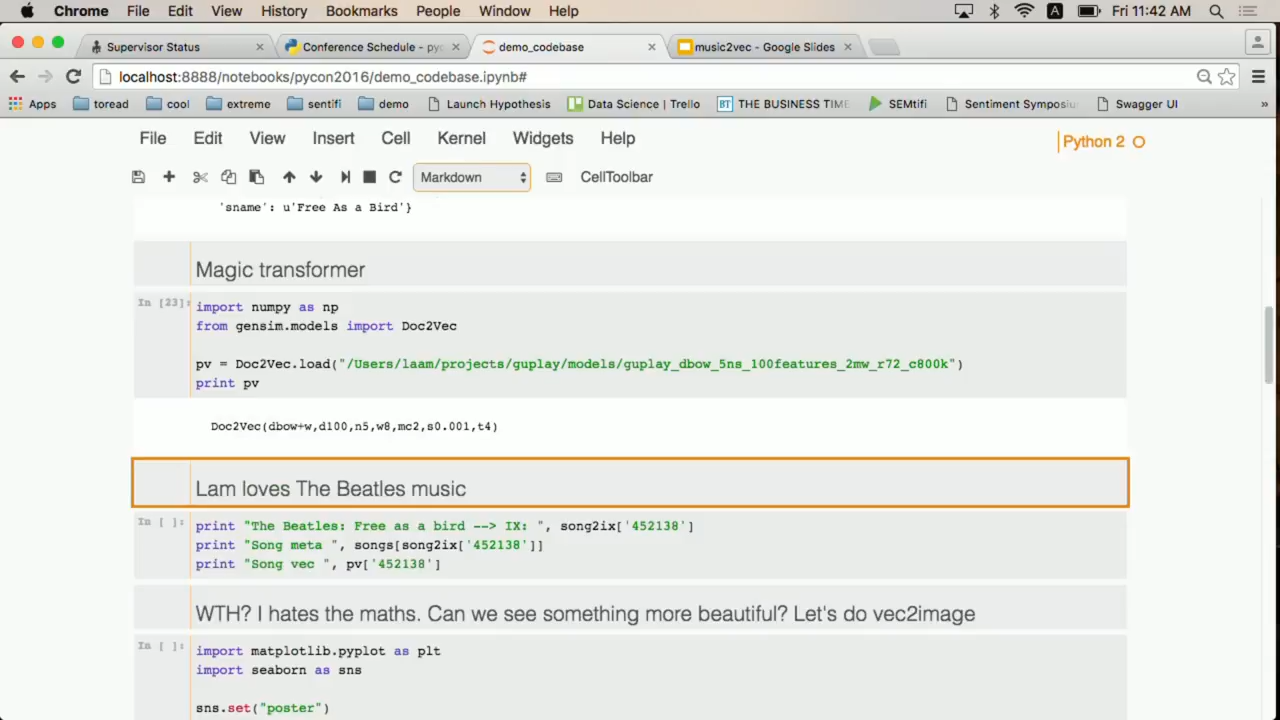 Chrome File Edit View History Bookmarks People Window Help Fri 11:42 AM
Supervisor Status Conference Schedule - pyc demo_codebase music2vec - Google Slides
localhost:8888/notebooks/pycon2016/demo_codebase.ipynb#
Apps toread cool extreme sentifi demo Launch Hypothesis Data Science | Trello THE BUSINESS TIME SEMtifi Sentiment Symposiu Swagger UI »
File Edit View Insert Cell Kernel Widgets Help Python 2
Markdown CellToolbar
'sname': u'Free As a Bird'}
Magic transformer
In [23]: import numpy as np
from gensim.models import Doc2Vec
pv = Doc2Vec.load("/Users/laam/projects/guplay/models/guplay_dbow_5ns_100features_2mw_r72_c800k")
print pv
Doc2Vec(dbow+w,d100,n5,w8,mc2,s0.001,t4)
Lam loves The Beatles music
In [ ]: print "The Beatles: Free as a bird --> IX: ", song2ix['452138']
print "Song meta ", songs[song2ix['452138']]
print "Song vec ", pv['452138']
WTH? I hates the maths. Can we see something more beautiful? Let's do vec2image
In [ ]: import matplotlib.pyplot as plt
import seaborn as sns
sns.set("poster")